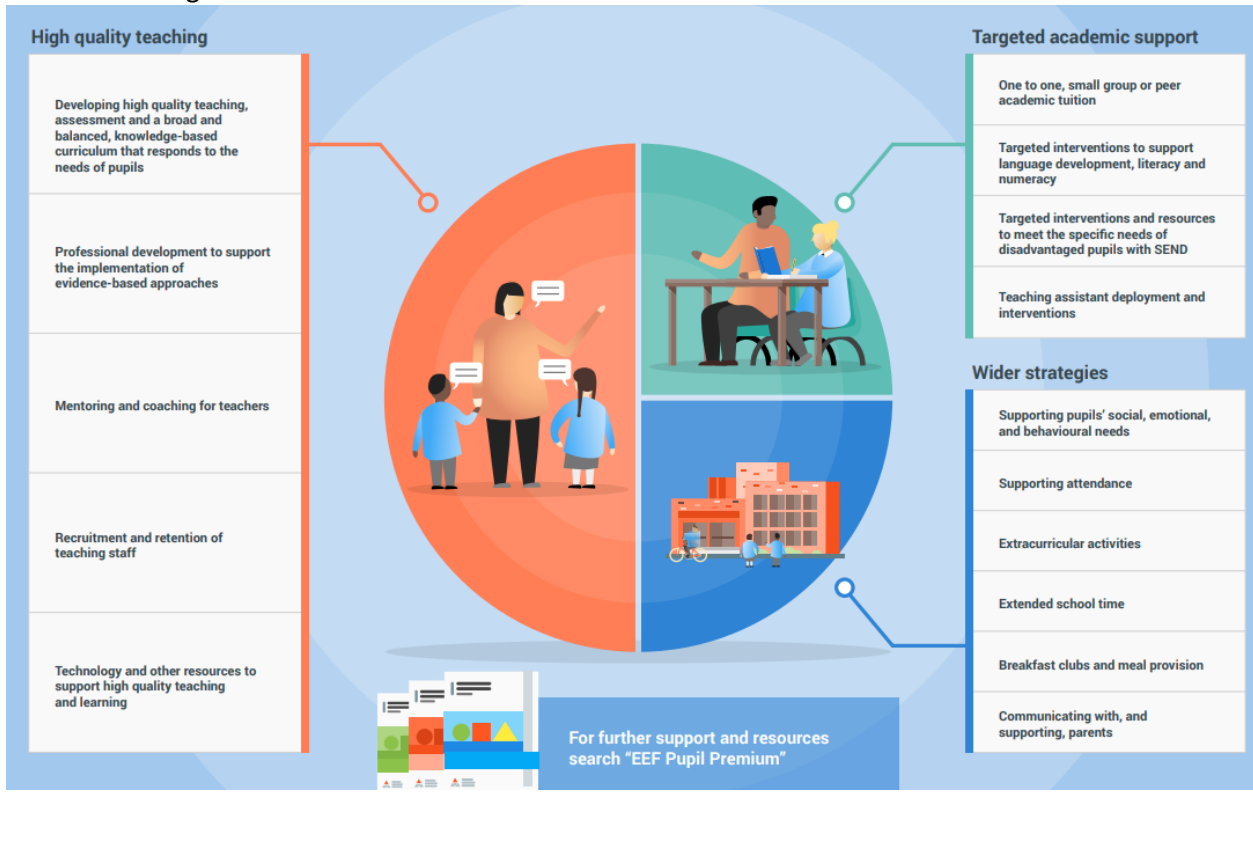 High quality teaching
Developing high quality teaching,
assessment and a broad and
balanced, knowledge-based
curriculum that responds to the
needs of pupils
Professional development to support
the implementation of
evidence-based approaches
Mentoring and coaching for teachers
Recruitment and retention of
teaching staff
Technology and other resources to
support high quality teaching
and learning
Targeted academic support
One to one, small group or peer
academic tuition
Targeted interventions to support
language development, literacy and
numeracy
Targeted interventions and resources
to meet the specific needs of
disadvantaged pupils with SEND
Teaching assistant deployment and
interventions
Wider strategies
Supporting pupils' social, emotional,
and behavioural needs
Supporting attendance
Extracurricular activities
Extended school time
Breakfast clubs and meal provision
Communicating with, and
supporting, parents
For further support and resources
search “EEF Pupil Premium”